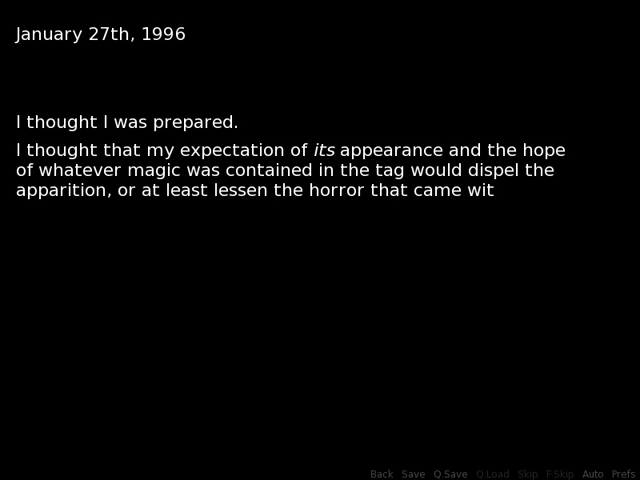 January 27th, 1996
I thought I was prepared.
I thought that my expectation of its appearance and the hope
of whatever magic was contained in the tag would dispel the
apparition, or at least lessen the horror that came wit
Back Save Q.Save Q.Load Skip F.Skip Auto Prefs